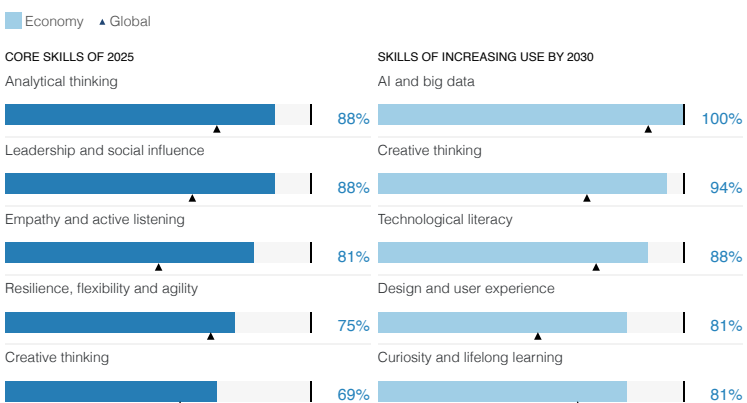 Economy Global
CORE SKILLS OF 2025
Analytical thinking
88%
Leadership and social influence
88%
Empathy and active listening
81%
Resilience, flexibility and agility
75%
Creative thinking
69%
SKILLS OF INCREASING USE BY 2030
AI and big data
100%
Creative thinking
94%
Technological literacy
88%
Design and user experience
81%
Curiosity and lifelong learning
81%